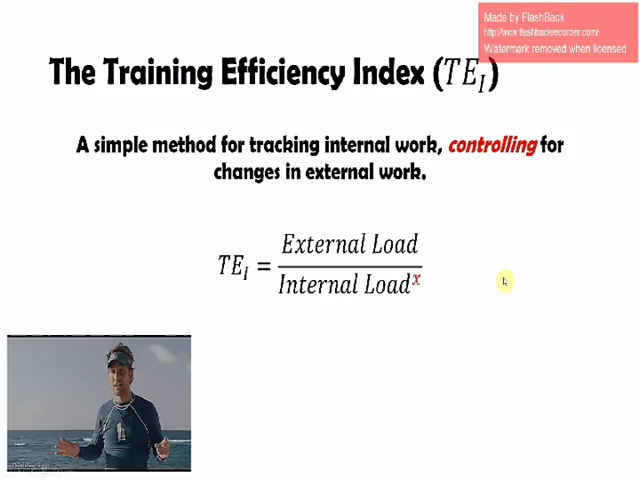 Made by FlashBack
http://www.flashbackrecorder.com/
Watermark removed when licensed
The Training Efficiency Index (TE_I)
A simple method for tracking internal work, controlling for
changes in external work.
TE_I = External Load / Internal Load^x